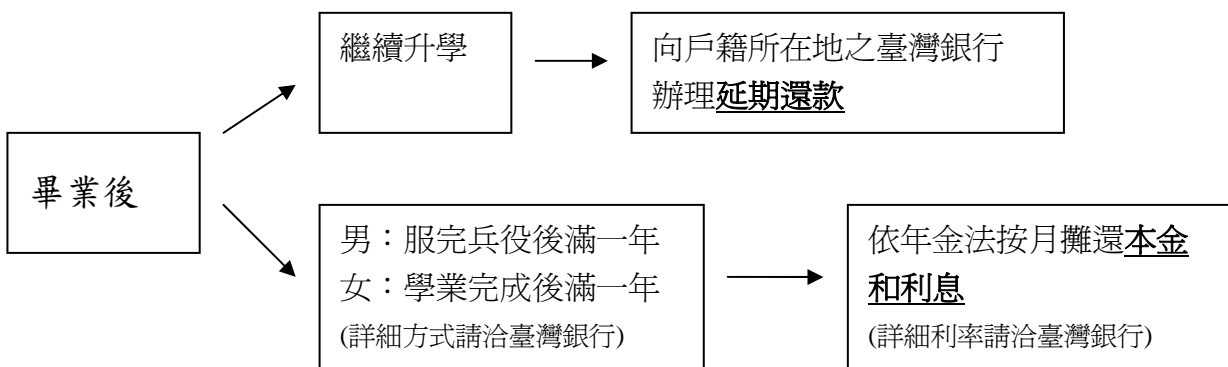 繼續升學
向戶籍所在地之臺灣銀行
辦理延期還款
畢業後
男：服完兵役後滿一年
女：學業完成後滿一年
(詳細方式請洽臺灣銀行)
依年金法按月攤還本金
和利息
(詳細利率請洽臺灣銀行)